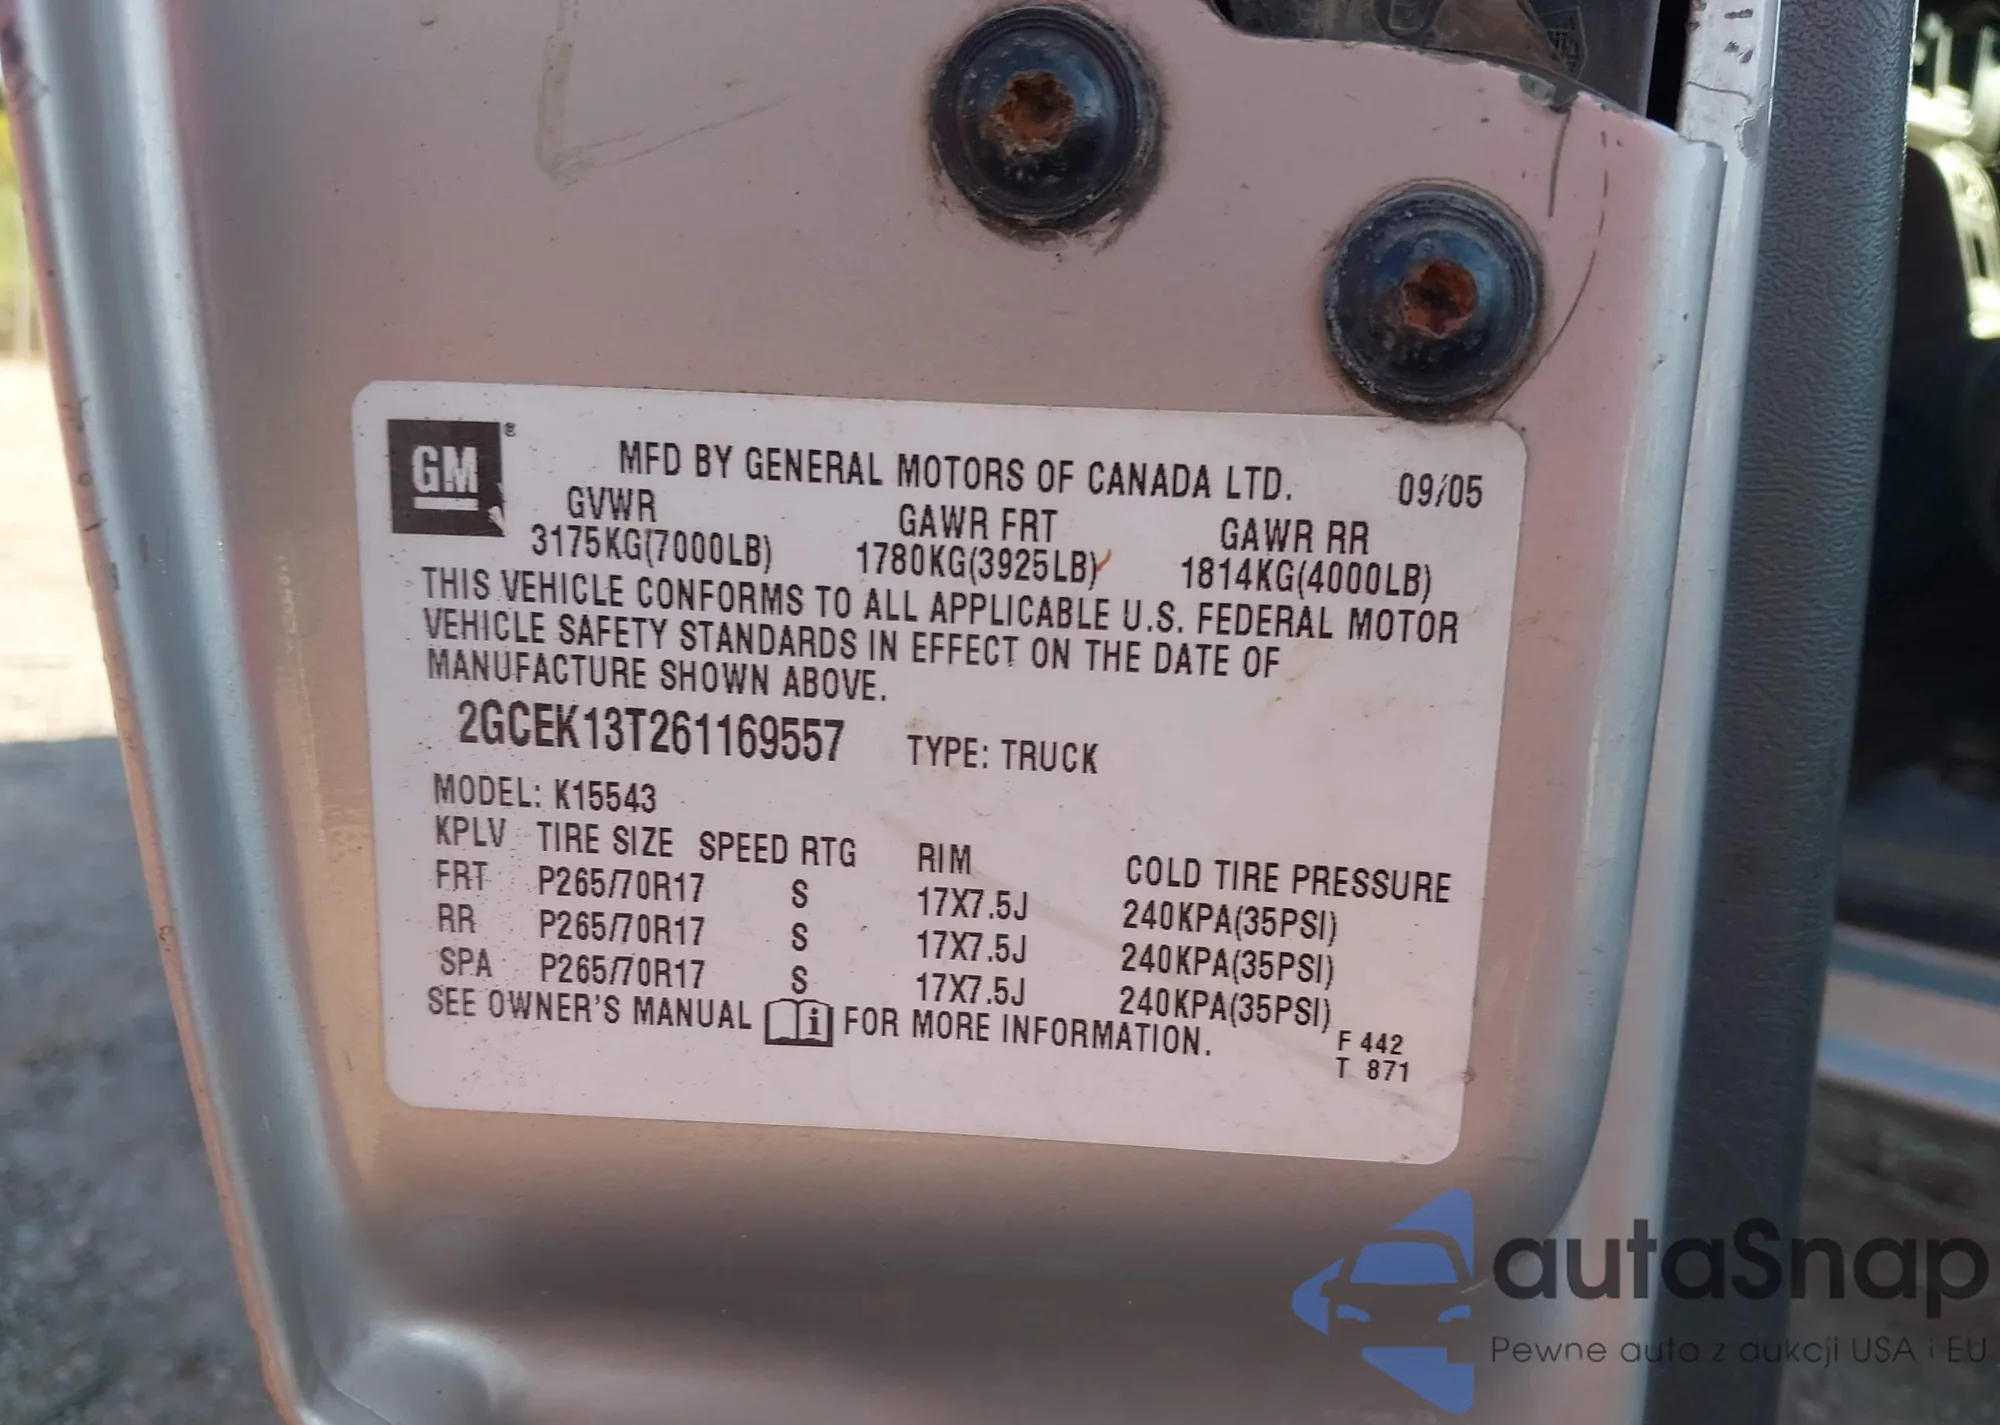 GM®
MFD BY GENERAL MOTORS OF CANADA LTD. 09/05
GVWR GAWR FRT GAWR RR
3175KG(7000LB) 1780KG(3925LB) 1814KG(4000LB)
THIS VEHICLE CONFORMS TO ALL APPLICABLE U.S. FEDERAL MOTOR
VEHICLE SAFETY STANDARDS IN EFFECT ON THE DATE OF
MANUFACTURE SHOWN ABOVE.
2GCEK13T261169557 TYPE: TRUCK
MODEL: K15543
KPLV TIRE SIZE SPEED RTG RIM COLD TIRE PRESSURE
FRT P265/70R17 S 17X7.5J 240KPA(35PSI)
RR P265/70R17 S 17X7.5J 240KPA(35PSI)
SPA P265/70R17 S 17X7.5J 240KPA(35PSI)
SEE OWNER'S MANUAL i FOR MORE INFORMATION.
F 442
T 871
autaSnap
Pewne auta z aukcji USA i EU